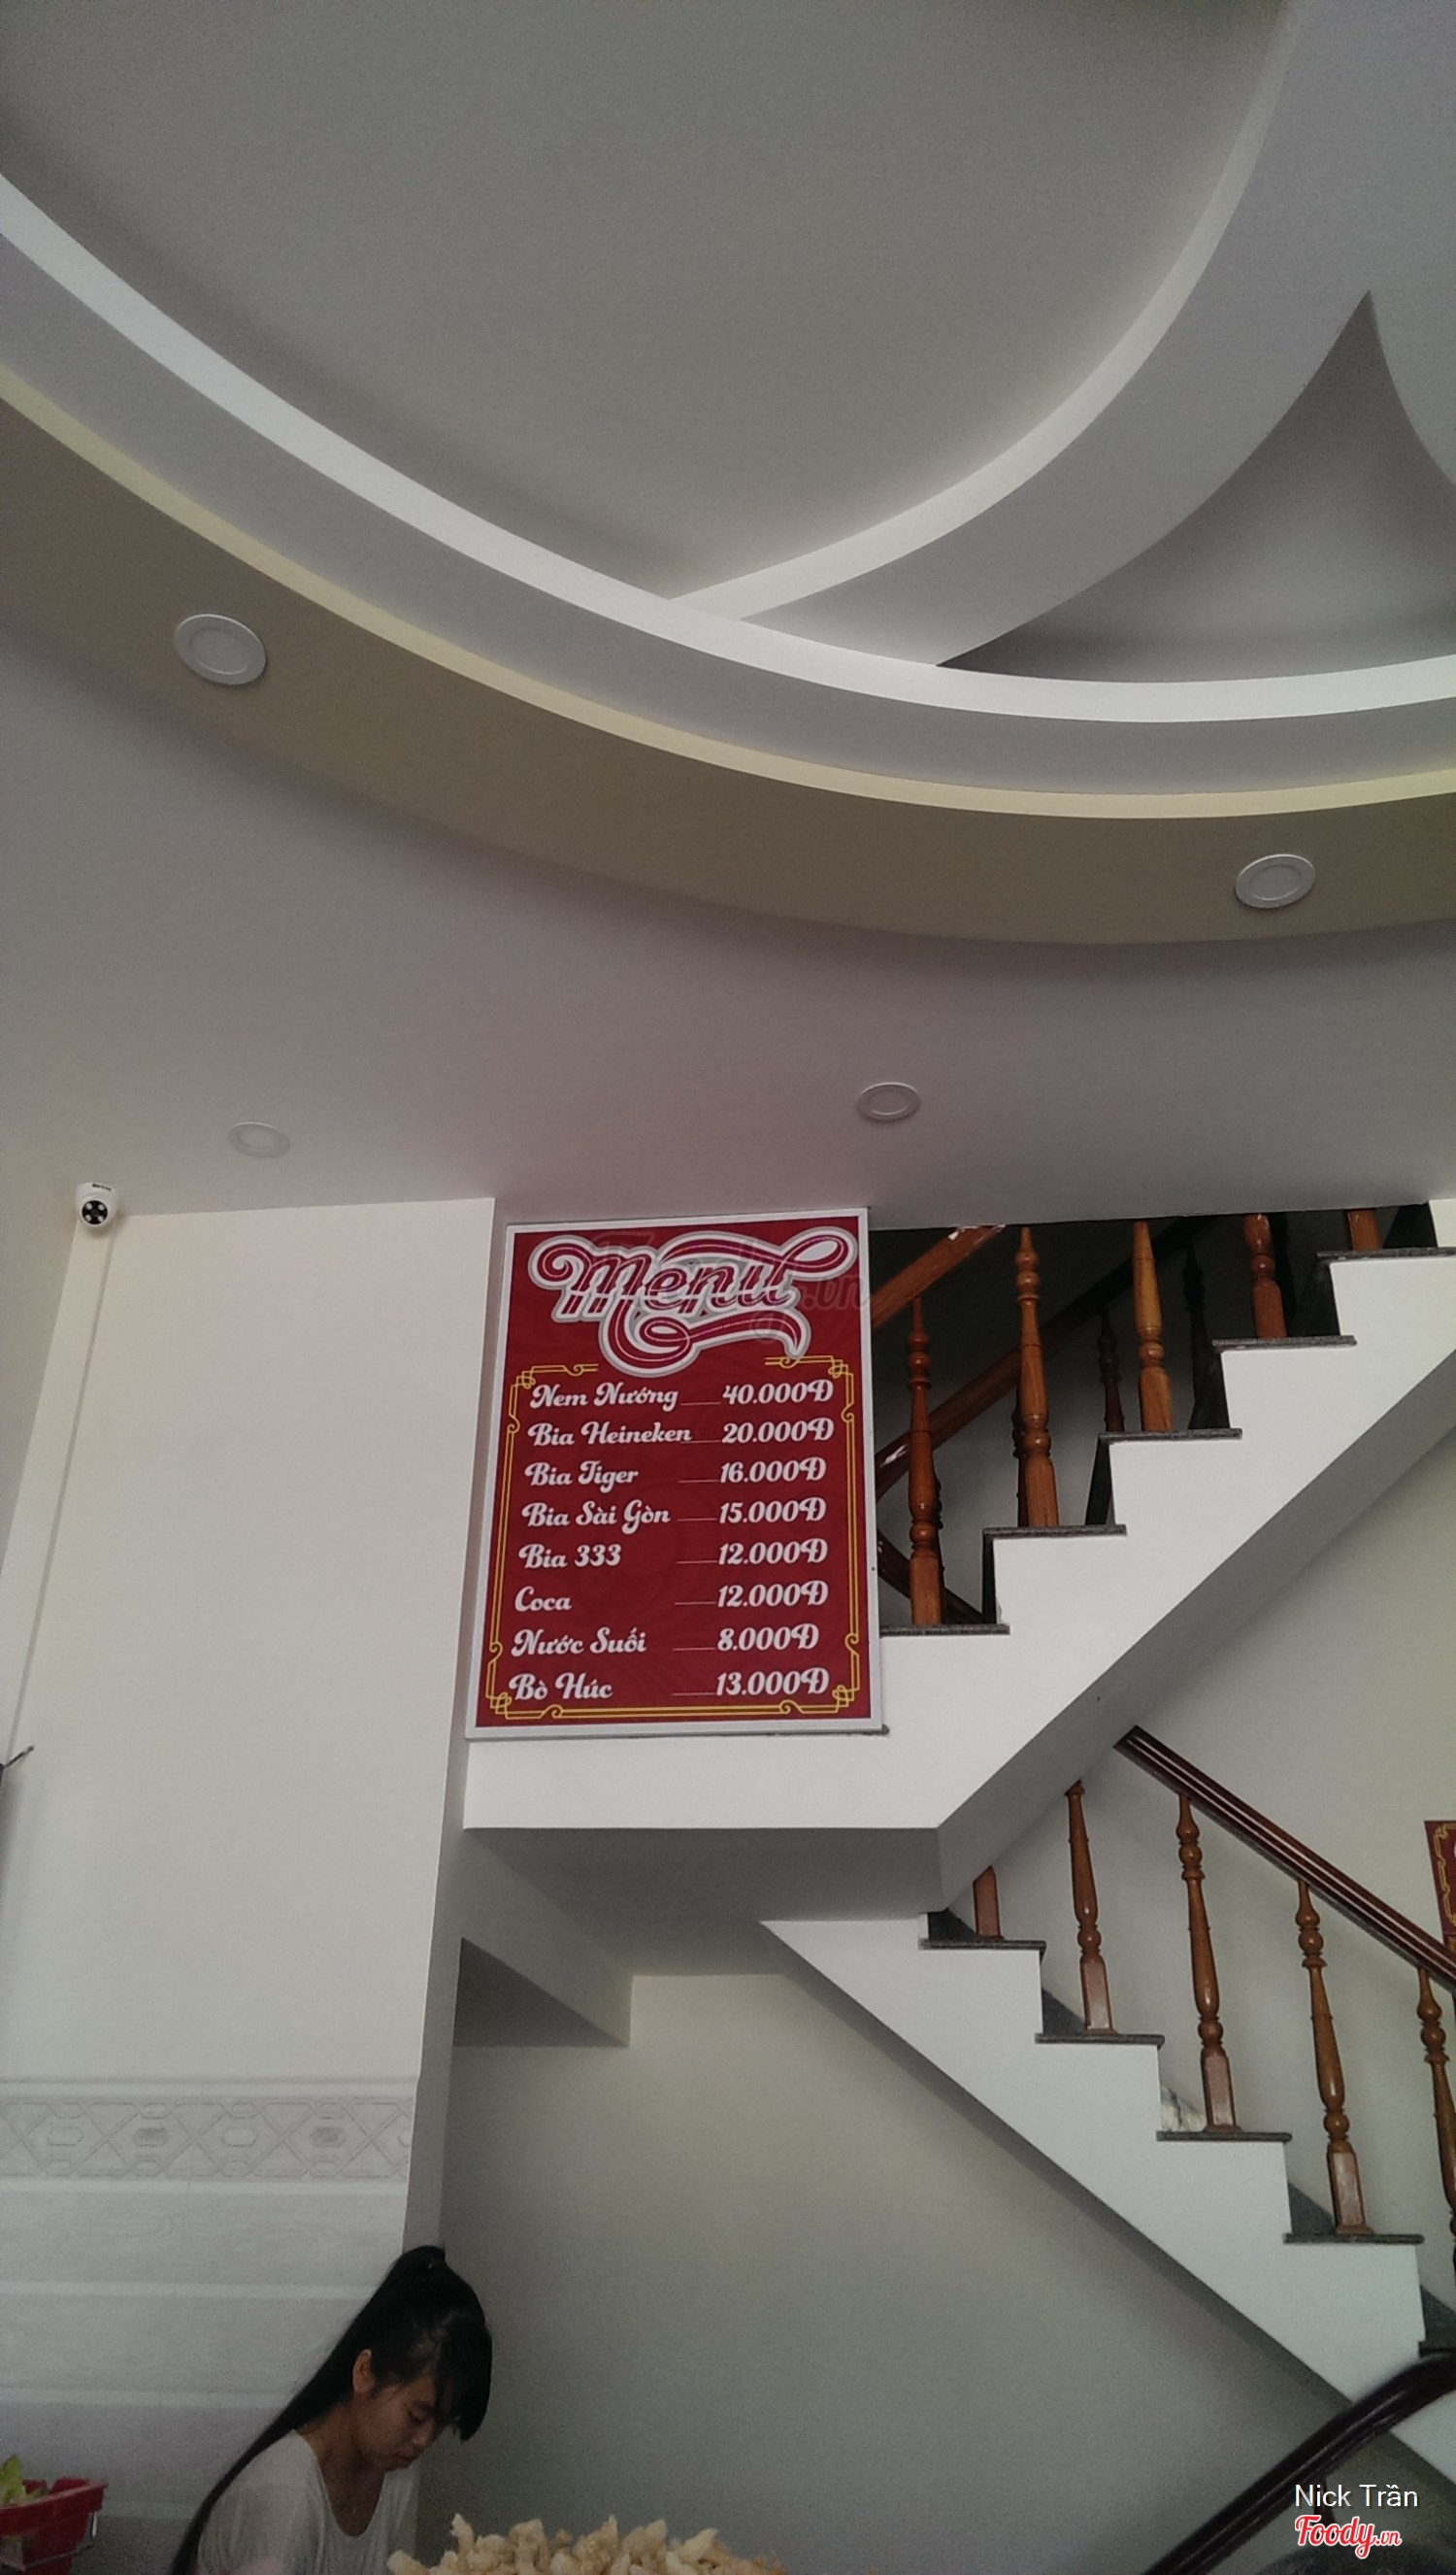 Menu
Nem Nướng 40.000Đ
Bia Heineken 20.000Đ
Bia Tiger 16.000Đ
Bia Sài Gòn 15.000Đ
Bia 333 12.000Đ
Coca 12.000Đ
Nước Suối 8.000Đ
Bò Húc 13.000Đ
Nick Trần
Foody.vn